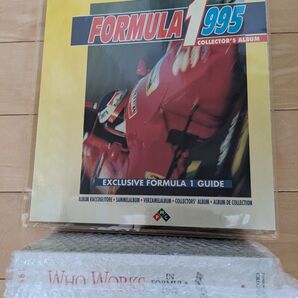 FORMULA 1995
COLLECTOR'S ALBUM
EXCLUSIVE FORMULA 1 GUIDE
ALBUM RACCOGLITORE • SAMMELALBUM • VERZAMELALBUM • COLLECTORS' ALBUM • ALBUM DE COLLECTION
WHO WORKS IN FORMULA